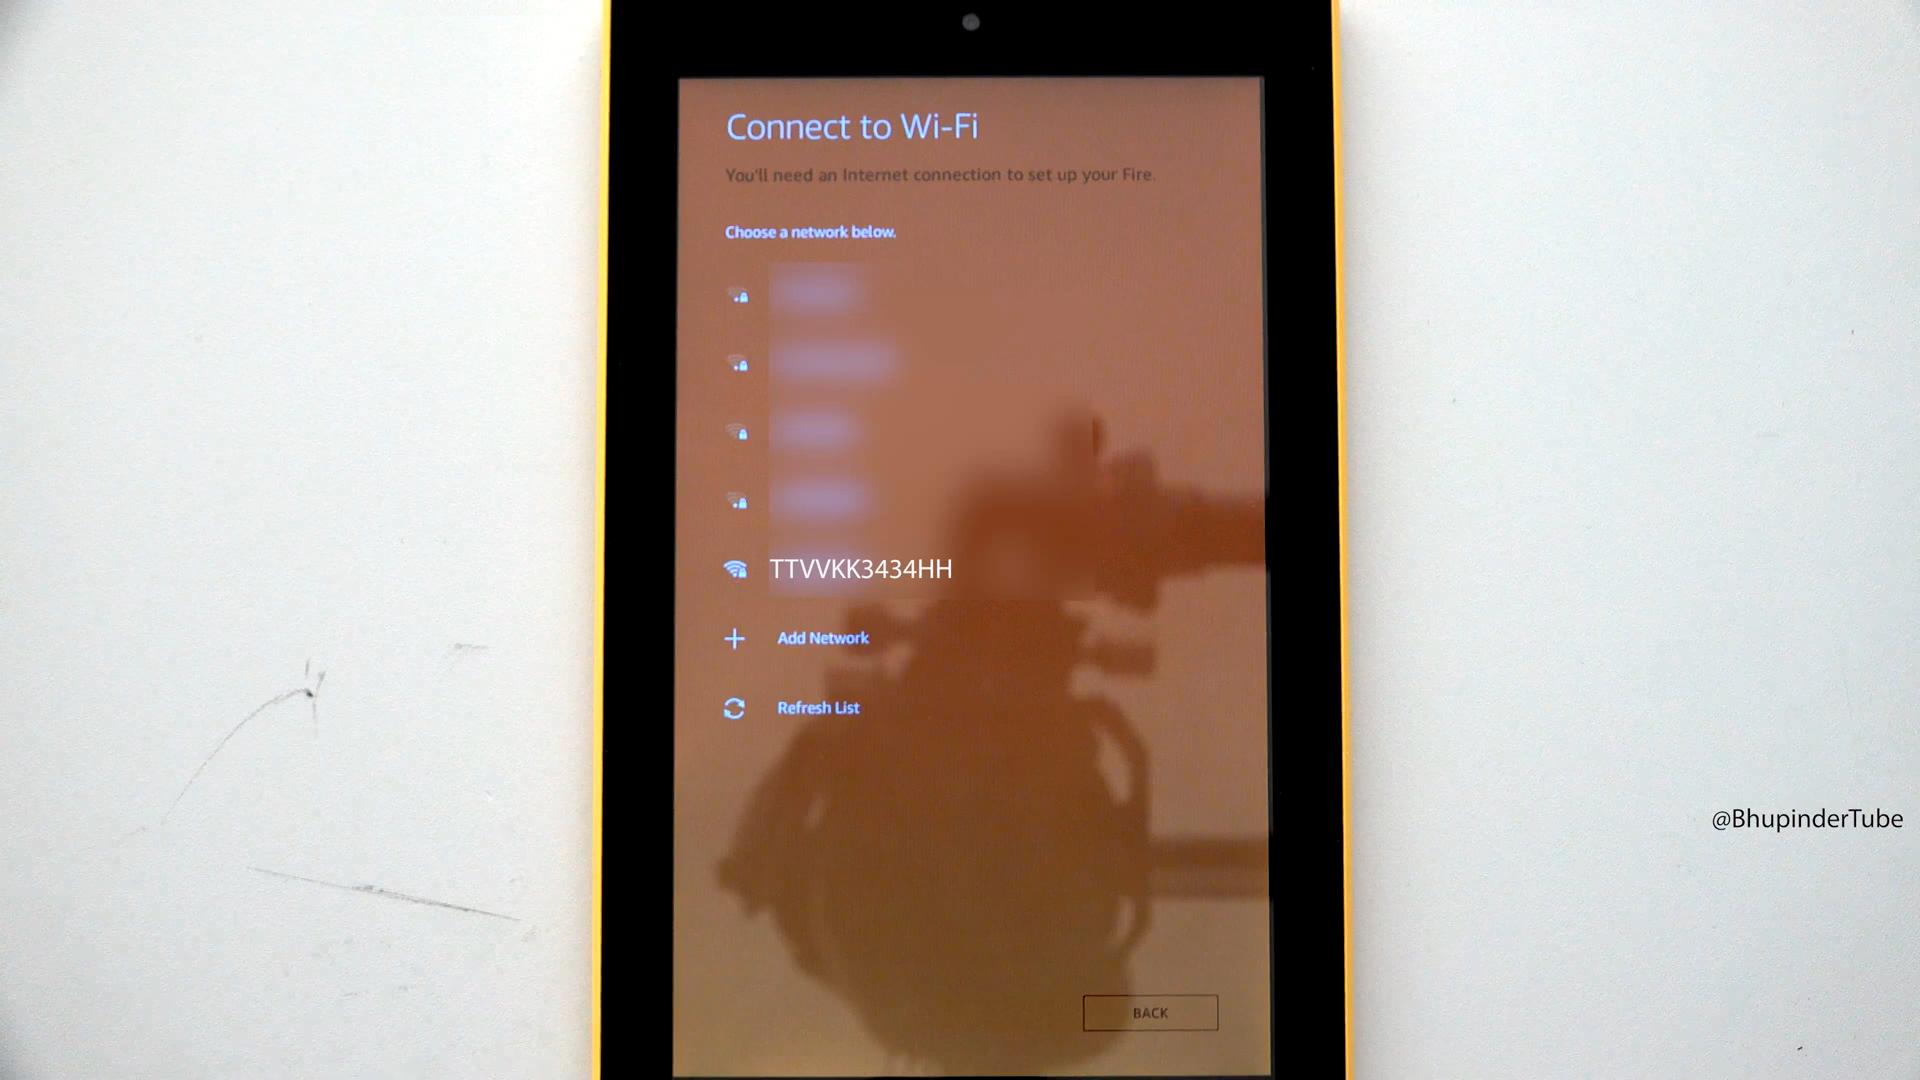 Connect to Wi-Fi
You'll need an Internet connection to set up your Fire.
Choose a network below.
TTVVKK3434HH
Add Network
Refresh List
BACK
@BhupinderTube